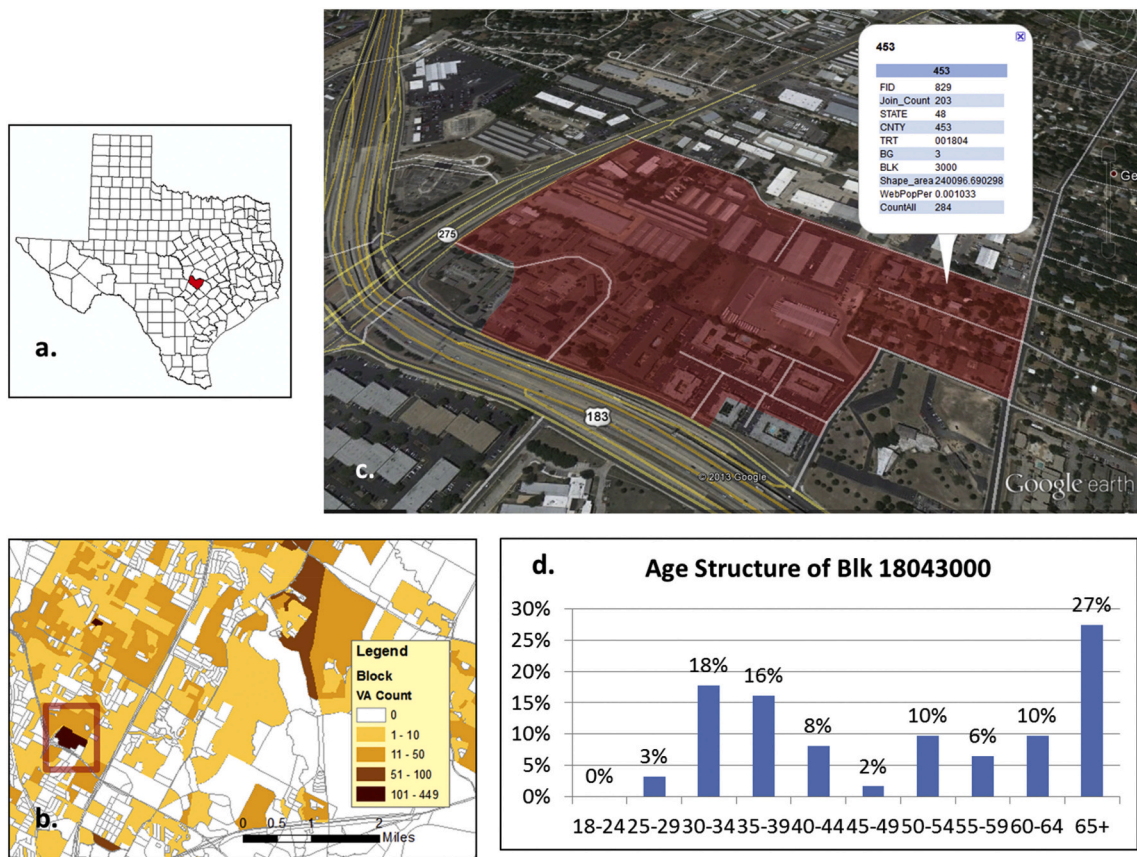 a.
453
453
FID 829
Join_Count 203
STATE 48
CNTY 453
TRT 001804
BG 3
BLK 3000
Shape_area 240096.690298
WebPopPer 0.001033
CountAll 284
Ge
275
183
c.
© 2013 Google
Google earth
b.
Legend
Block
VA Count
0
1 - 10
11 - 50
51 - 100
101 - 449
0 0.5 1 2
Miles
d.
Age Structure of Blk 18043000
30%
25%
20%
15%
10%
5%
0%
0% 3% 18% 16% 8% 2% 10% 6% 10% 27%
18-24 25-29 30-34 35-39 40-44 45-49 50-54 55-59 60-64 65+